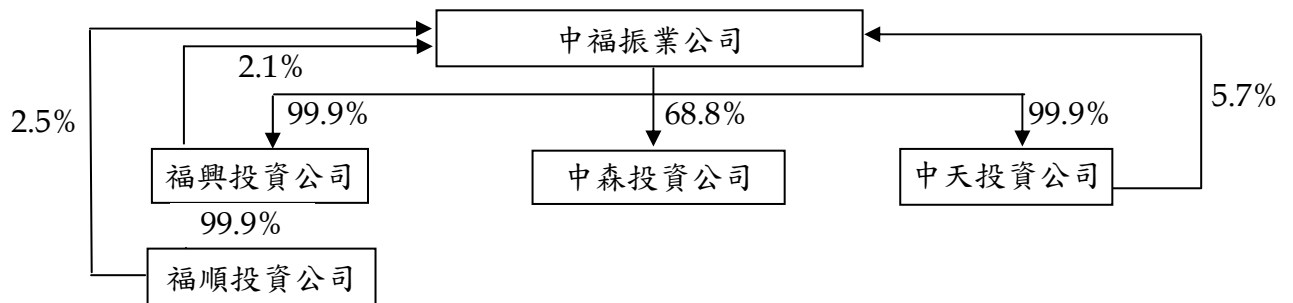 中福振業公司
2.1%
2.5%
99.9%
68.8%
99.9%
5.7%
福興投資公司
中森投資公司
中天投資公司
99.9%
福順投資公司